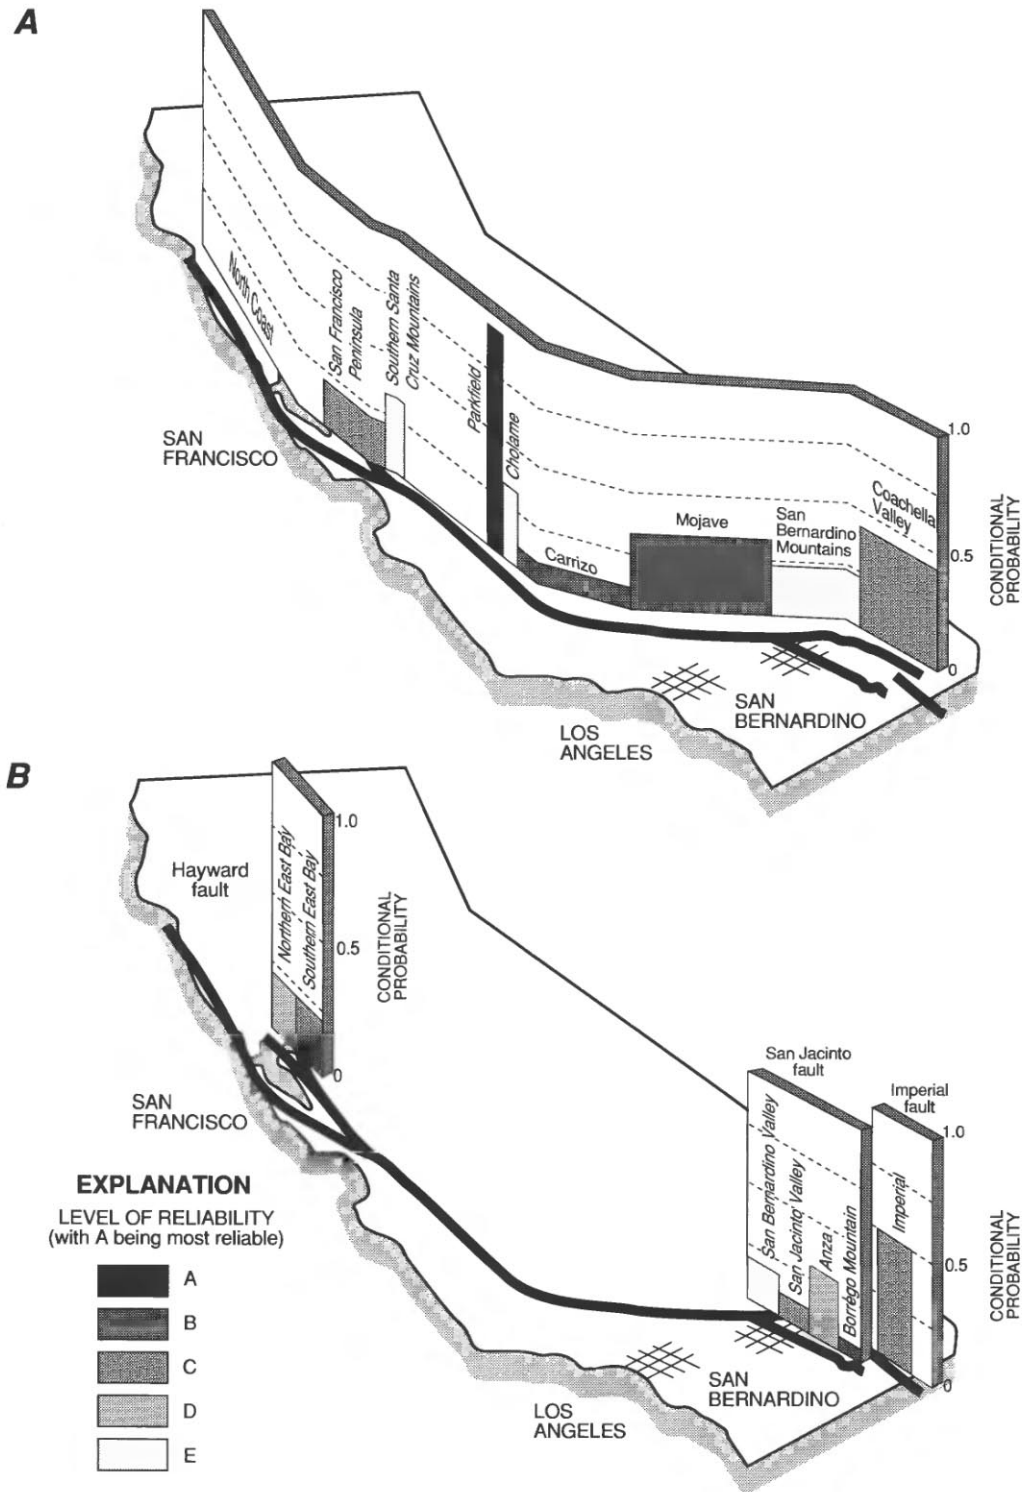 A
North Coast
San Francisco
Peninsula
Southern Santa
Cruz Mountains
Parkfield
Cholame
Carrizo
Mojave
San
Bernardino
Mountains
Coachella
Valley
1.0
0.5
0
CONDITIONAL
PROBABILITY
SAN
FRANCISCO
LOS
ANGELES
SAN
BERNARDINO
B
Hayward
fault
Northern East Bay
Southern East Bay
1.0
0.5
0
CONDITIONAL
PROBABILITY
SAN
FRANCISCO
San Jacinto
fault
Imperial
fault
San Bernardino Valley
San Jacinto Valley
Anza
Borrego Mountain
Imperial
1.0
0.5
0
CONDITIONAL
PROBABILITY
LOS
ANGELES
SAN
BERNARDINO
EXPLANATION
LEVEL OF RELIABILITY
(with A being most reliable)
A
B
C
D
E